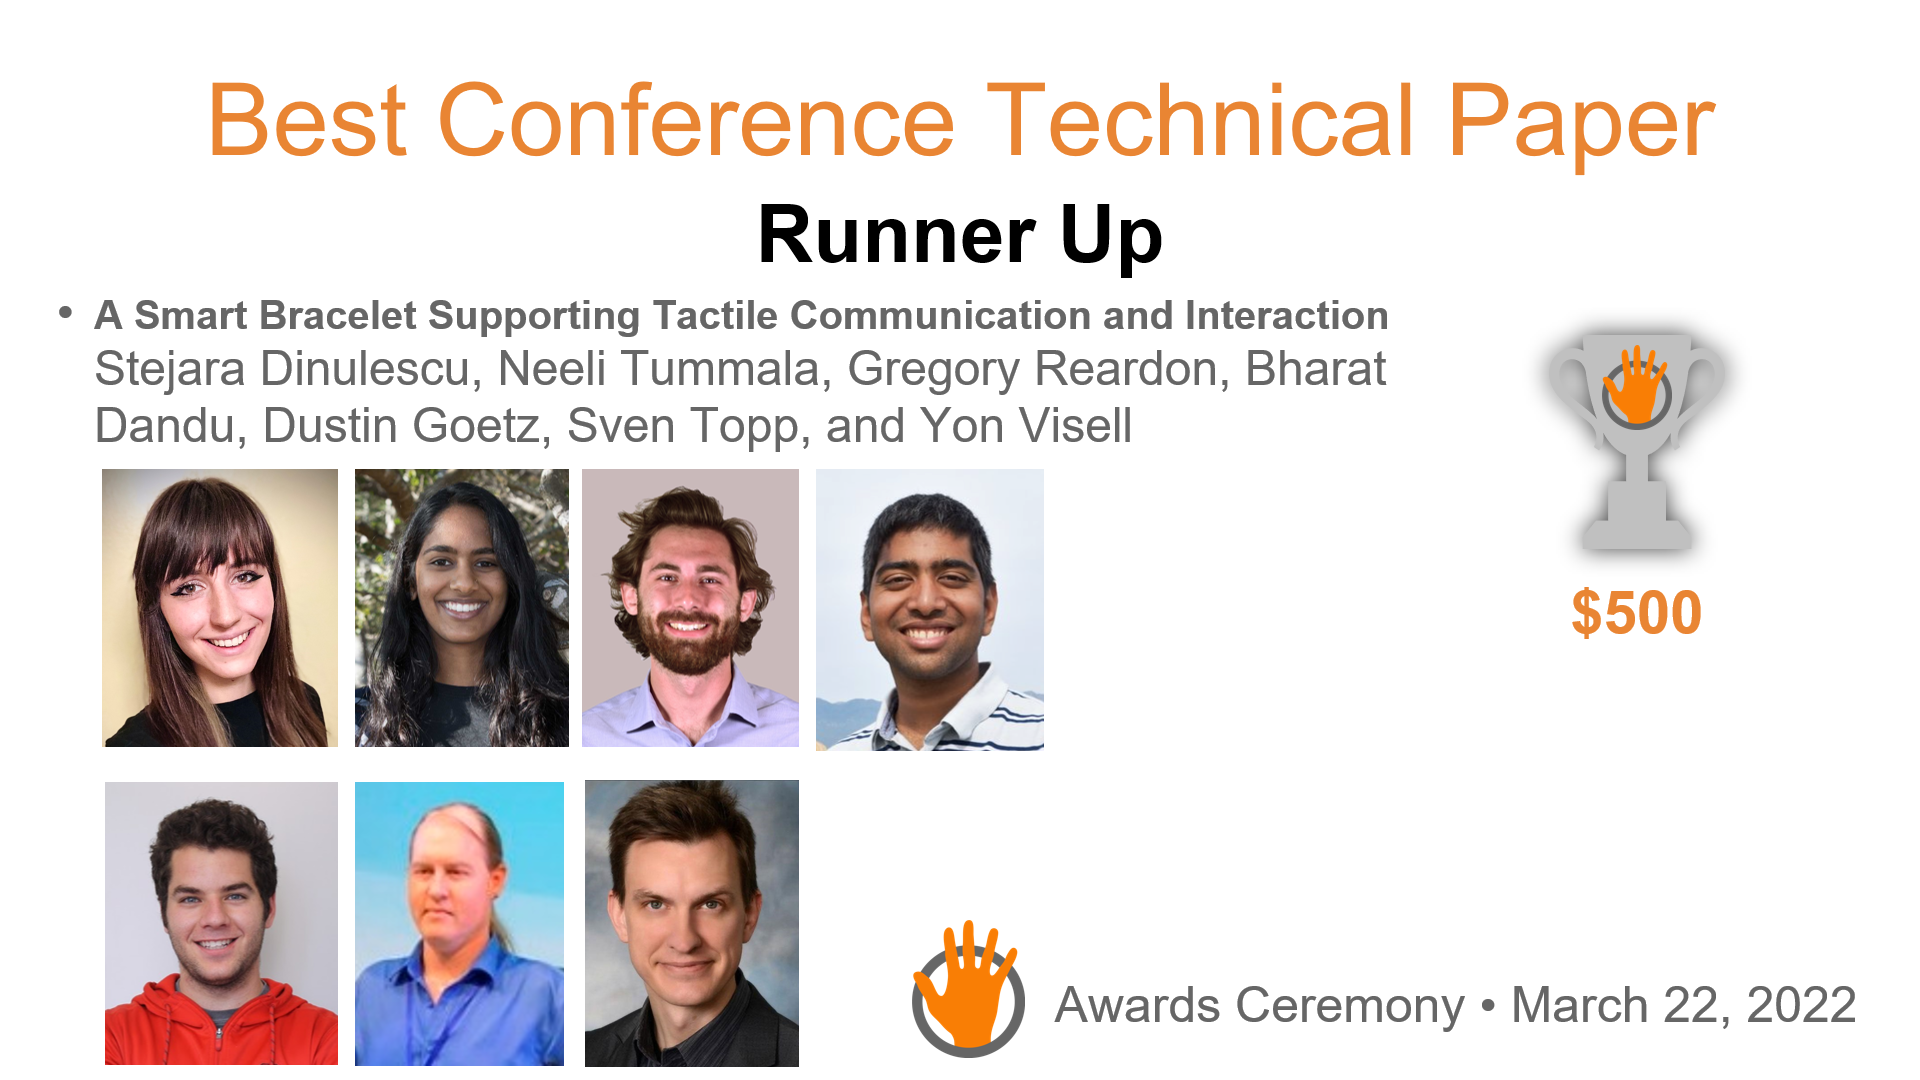 Best Conference Technical Paper
Runner Up
• A Smart Bracelet Supporting Tactile Communication and Interaction
Stejara Dinulescu, Neeli Tummala, Gregory Reardon, Bharat
Dandu, Dustin Goetz, Sven Topp, and Yon Visell
$500
Awards Ceremony • March 22, 2022